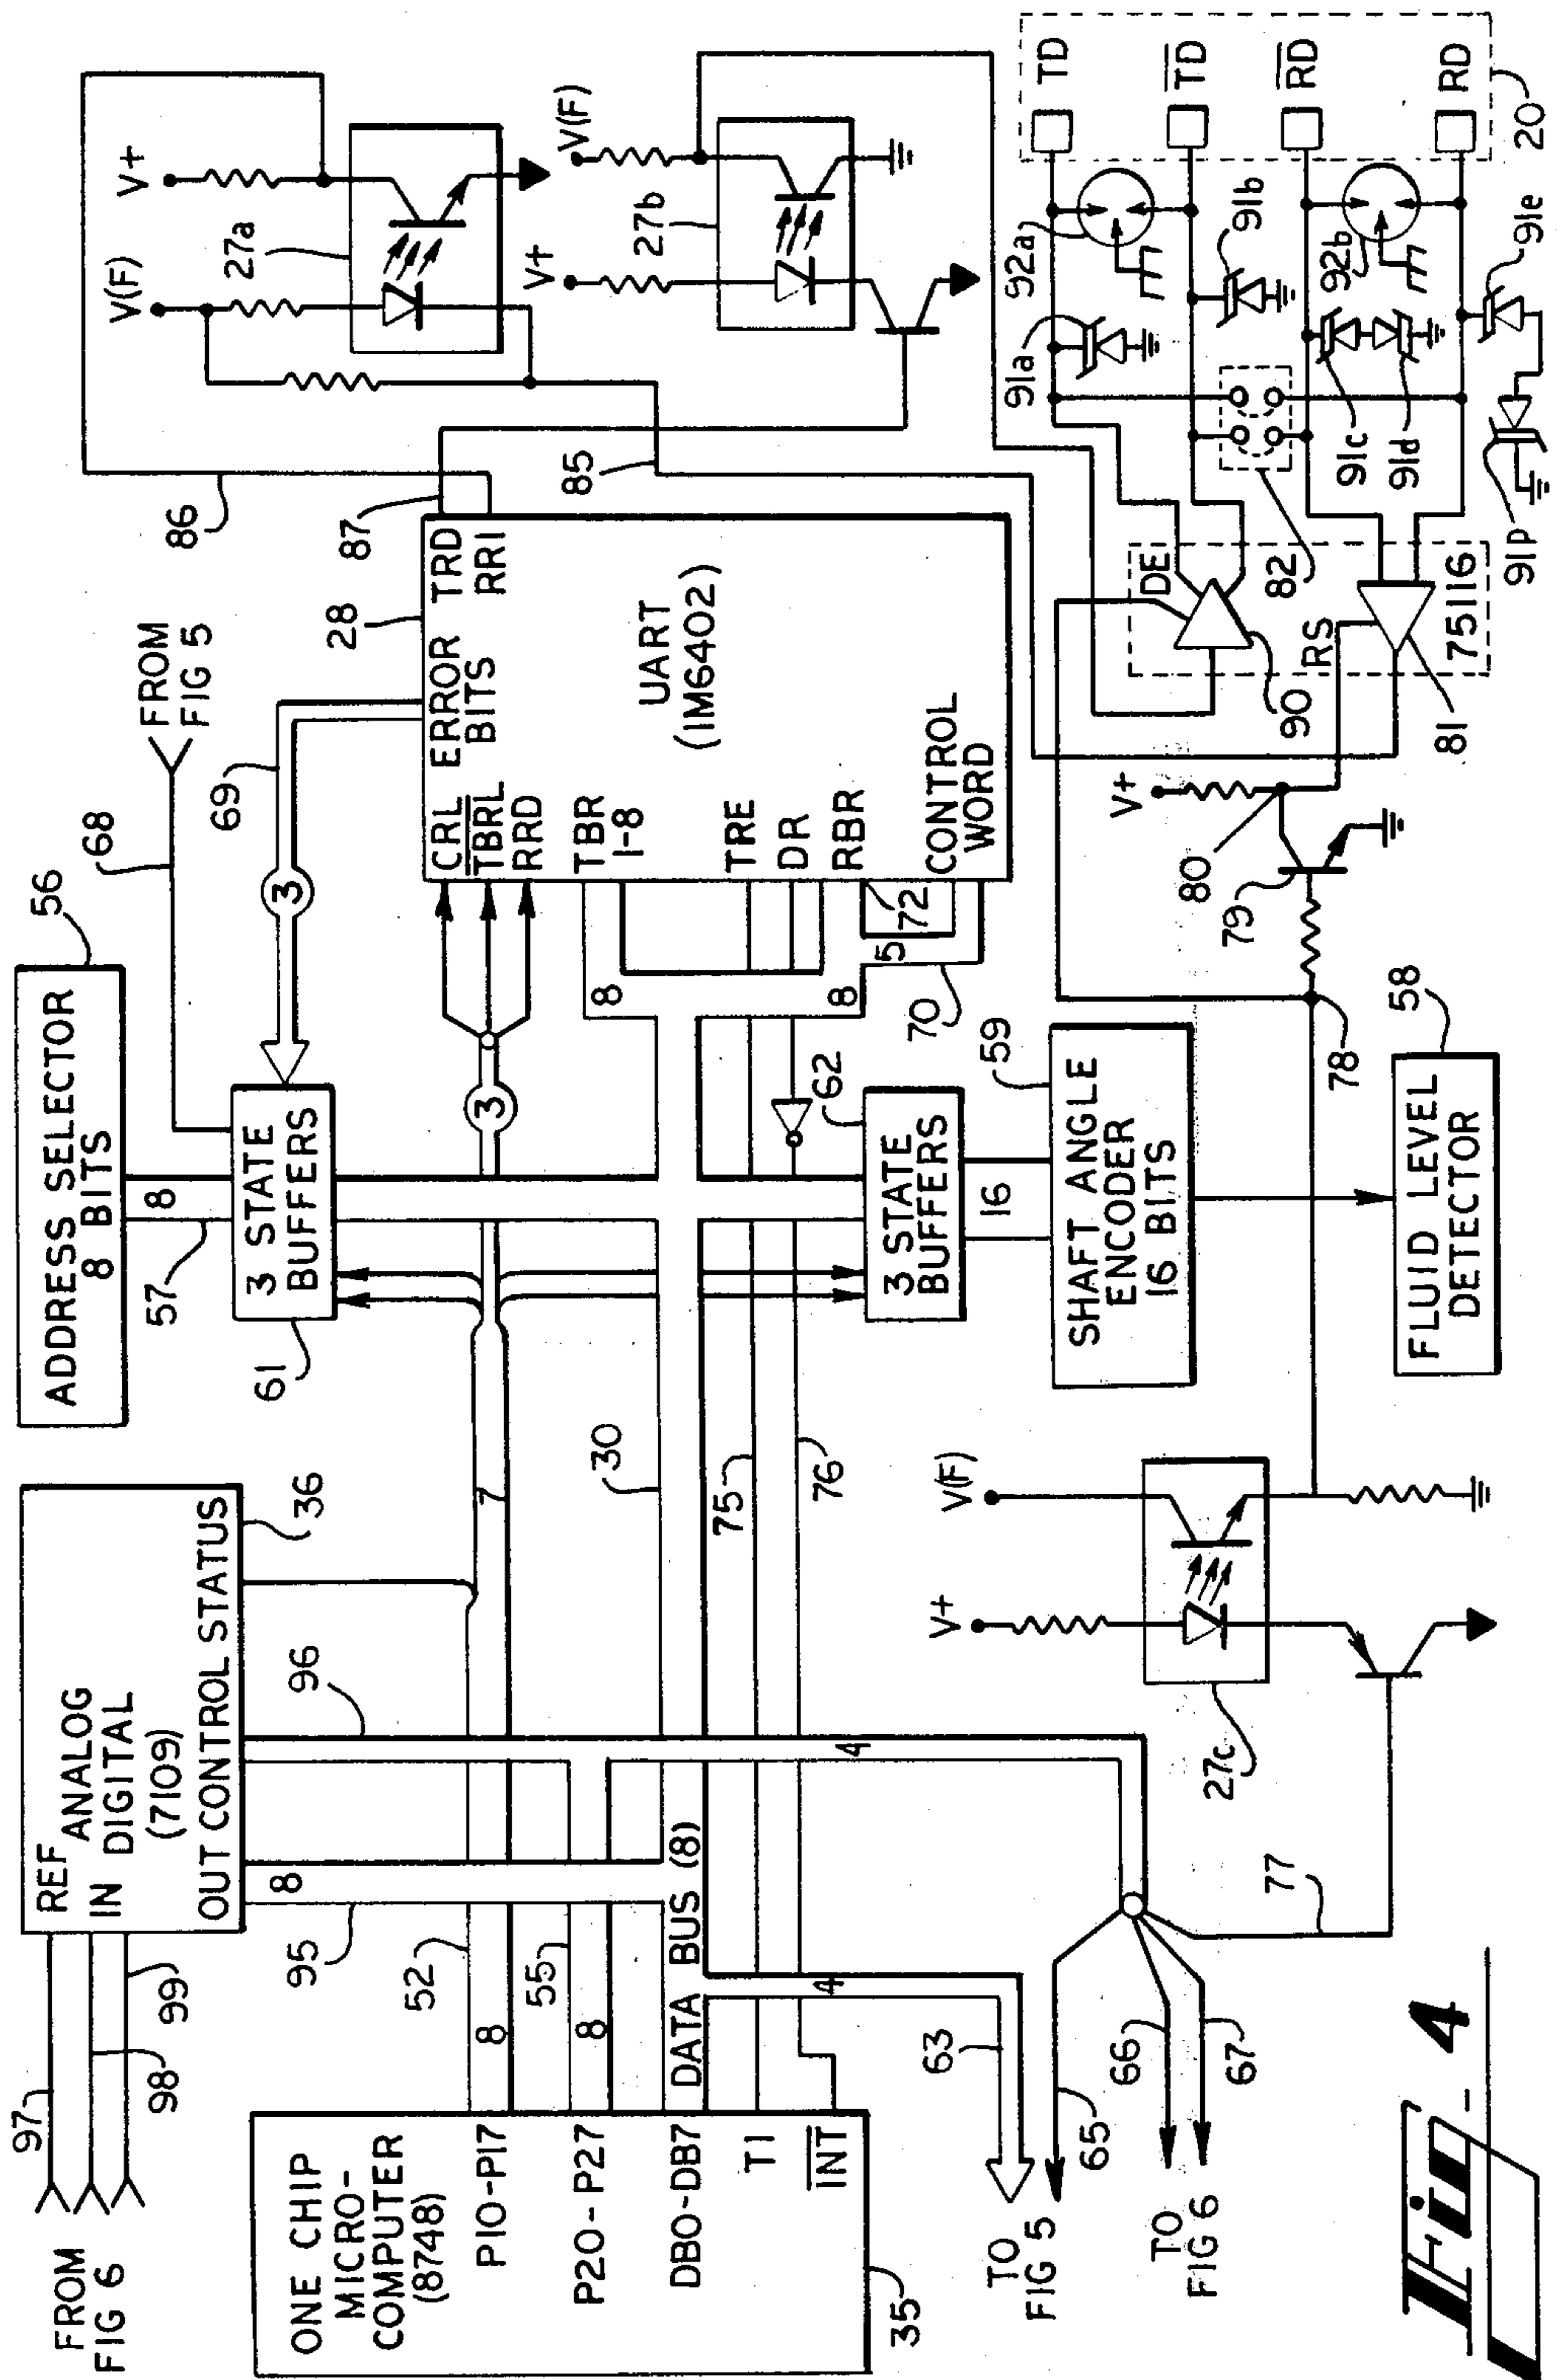 FROM
FIG 6
97
98
99
REF
IN
ANALOG
DIGITAL
(7109)
OUT CONTROL STATUS
36
ADDRESS SELECTOR
8 BITS
56
57
8
3 STATE
BUFFERS
61
68
FROM
FIG 5
69
3
86
V+
V(F)
27a
95
8
96
52
8
55
8
7
3
28
CRL
TBRL
RRD
ERROR
BITS
TRD
RRI
UART
(IM6402)
TBR
1-8
TRE
DR
RBR
CONTROL
WORD
87
85
V(F)
V+
27b
ONE CHIP
MICRO-
COMPUTER
(8748)
P10-P17
P20-P27
DB0-DB7
T1
INT
35
DATA BUS (8)
30
75
76
8
8
5
72
70
62
3 STATE
BUFFERS
16
SHAFT ANGLE
ENCODER
16 BITS
59
FLUID LEVEL
DETECTOR
58
4
4
63
65
66
67
TO
FIG 5
TO
FIG 6
77
27c
V+
V(F)
78
79
80
V+
81
90
DE
RS
75116
82
91a
91b
91c
91d
91e
91p
92a
92b
TD
TD
RD
RD
20
Fig_4